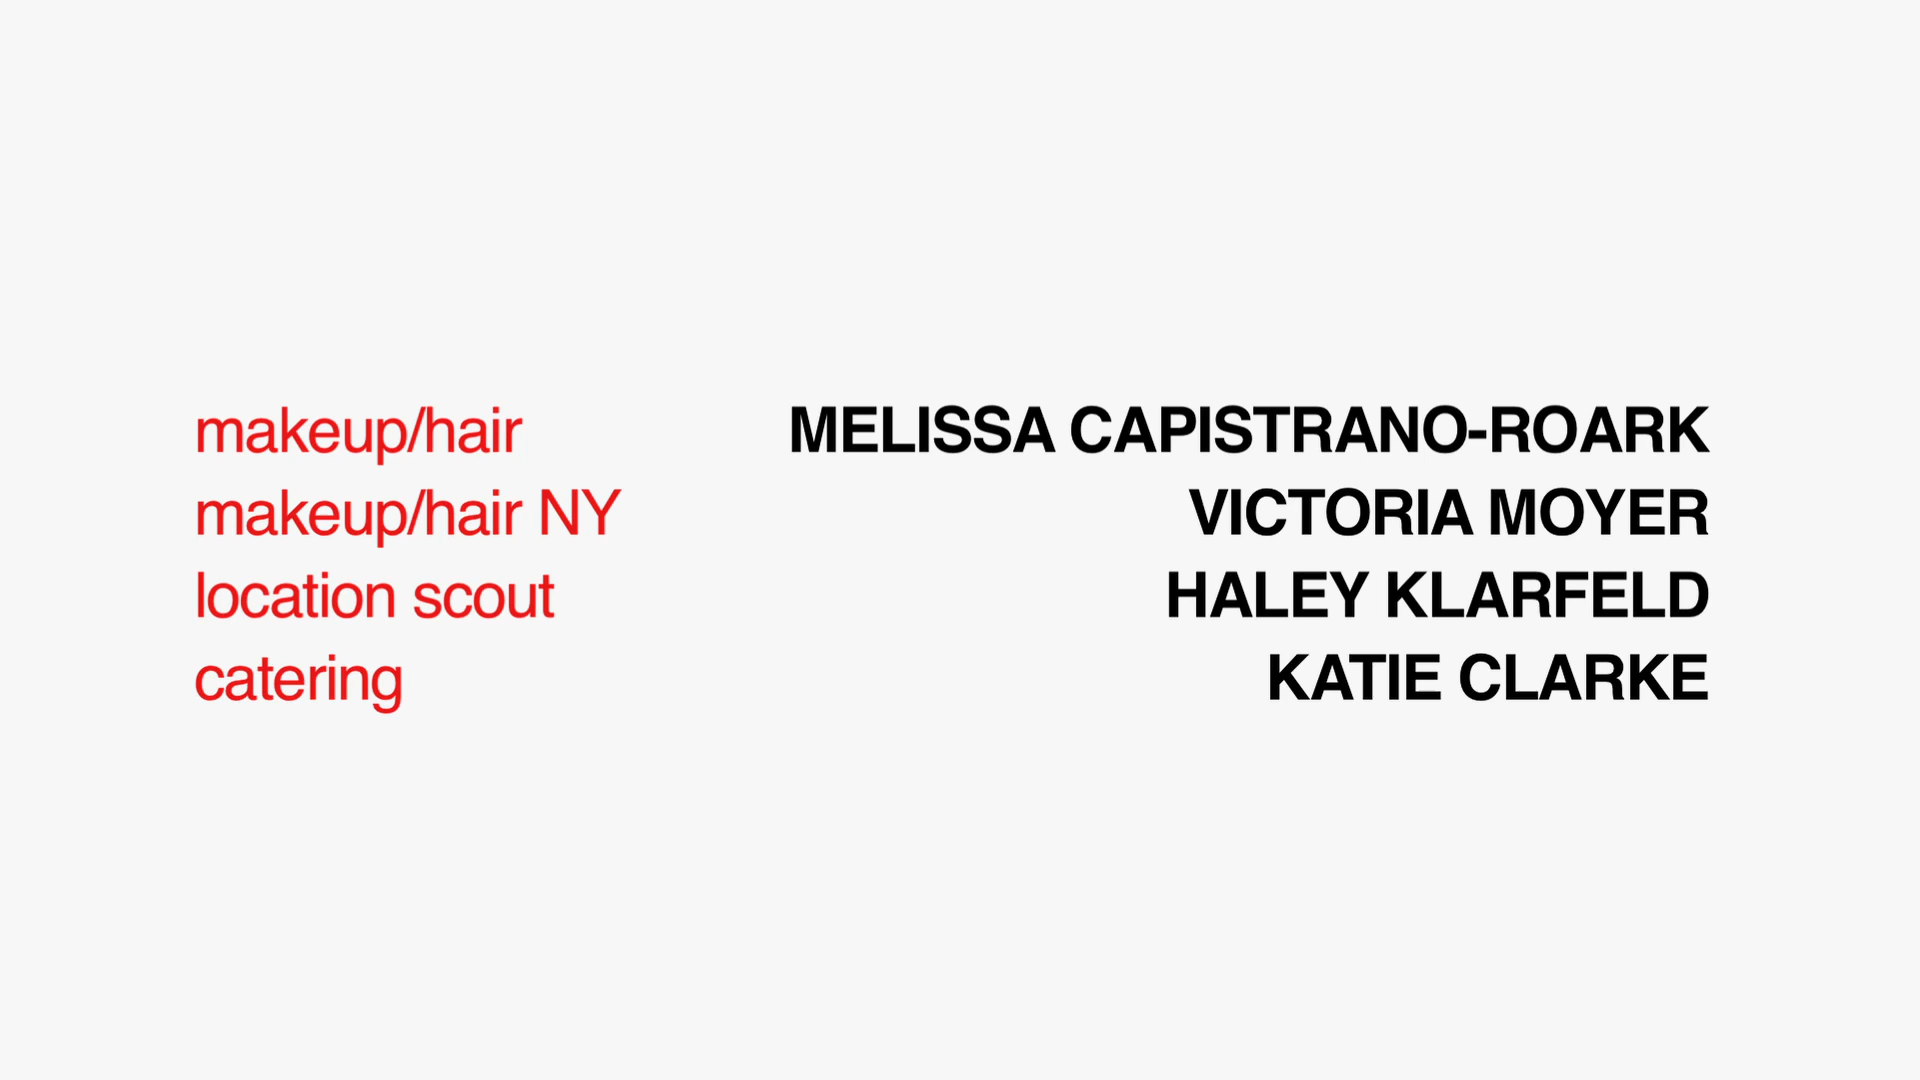 makeup/hair MELISSA CAPISTRANO-ROARK
makeup/hair NY VICTORIA MOYER
location scout HALEY KLARFELD
catering KATIE CLARKE